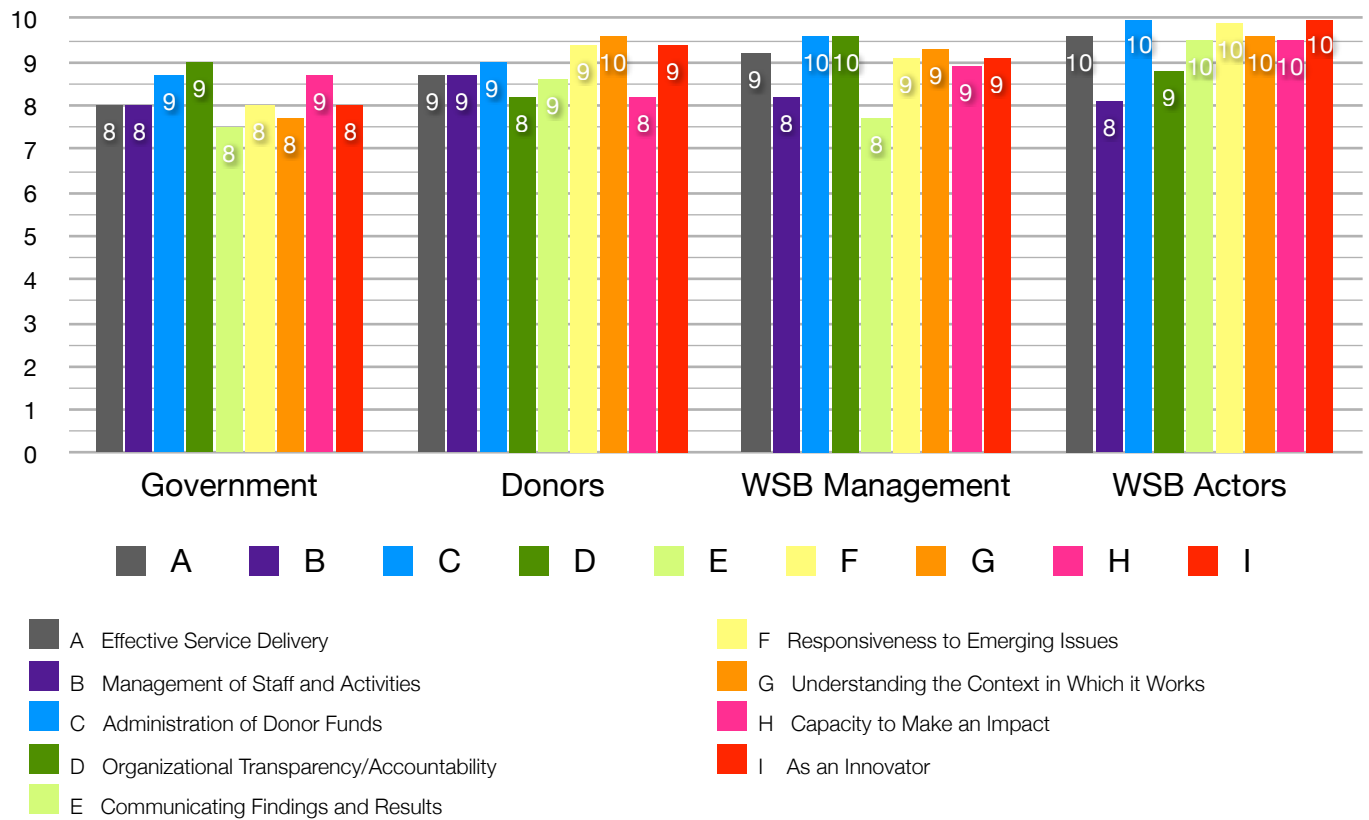 10
9
8
7
6
5
4
3
2
1
0
8 8 9 9 8 8 8 9 8
9 9 9 8 9 9 10 8 9
9 8 10 10 8 9 9 9 9
10 8 10 9 10 10 10 10 10
Government Donors WSB Management WSB Actors
A B C D E F G H I
A Effective Service Delivery
B Management of Staff and Activities
C Administration of Donor Funds
D Organizational Transparency/Accountability
E Communicating Findings and Results
F Responsiveness to Emerging Issues
G Understanding the Context in Which it Works
H Capacity to Make an Impact
I As an Innovator